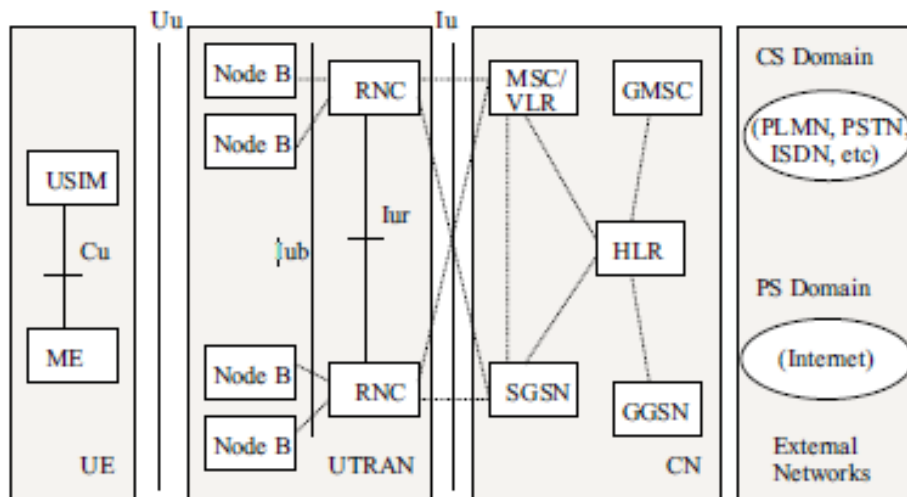 Uu
Iu
USIM
Cu
ME
UE
Node B
Node B
RNC
Iub
Iur
Node B
Node B
RNC
UTRAN
MSC/
VLR
GMSC
HLR
SGSN
GGSN
CN
CS Domain
(PLMN, PSTN,
ISDN, etc)
PS Domain
(Internet)
External
Networks